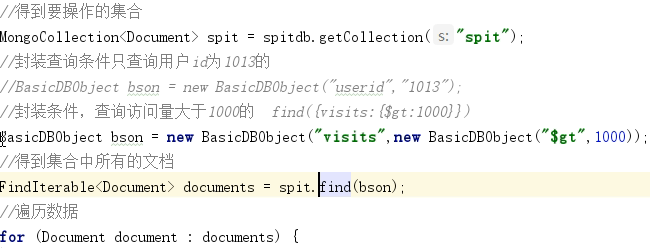 //得到要操作的集合
MongoCollection<Document> spit = spitdb.getCollection( s: "spit");
//封装查询条件只查询用户id为1013的
//BasicDBObject bson = new BasicDBObject("userid","1013");
//封装条件，查询访问量大于1000的  find({visits:{$gt:1000}})
BasicDBObject bson = new BasicDBObject("visits",new BasicDBObject("$gt",1000));
//得到集合中所有的文档
FindIterable<Document> documents = spit.find(bson);
//遍历数据
for (Document document : documents) {